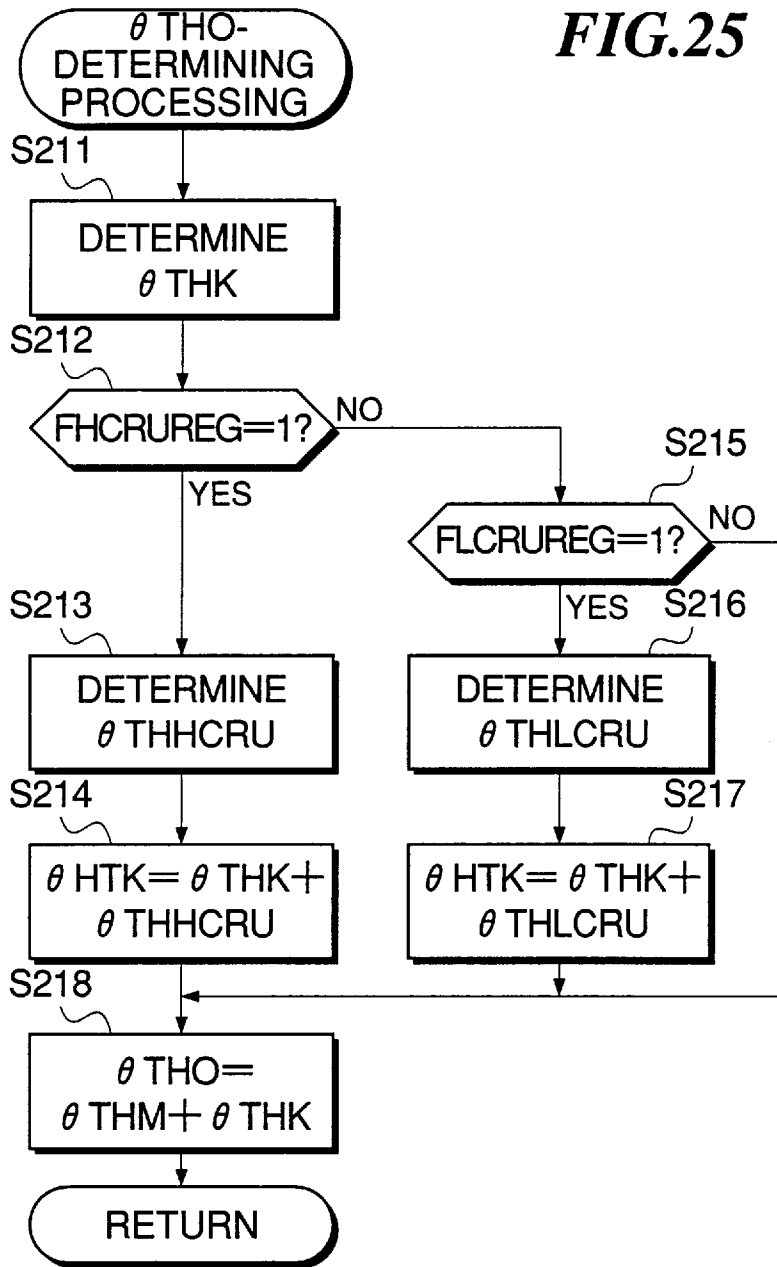 FIG.25
θ THO-
DETERMINING
PROCESSING
S211
DETERMINE
θ THK
S212
FHCRUREG=1?
NO
YES
S215
FLCRUREG=1?
NO
YES
S213
DETERMINE
θ THHCRU
S214
θ HTK= θ THK+
θ THHCRU
S216
DETERMINE
θ THLCRU
S217
θ HTK= θ THK+
θ THLCRU
S218
θ THO=
θ THM+ θ THK
RETURN